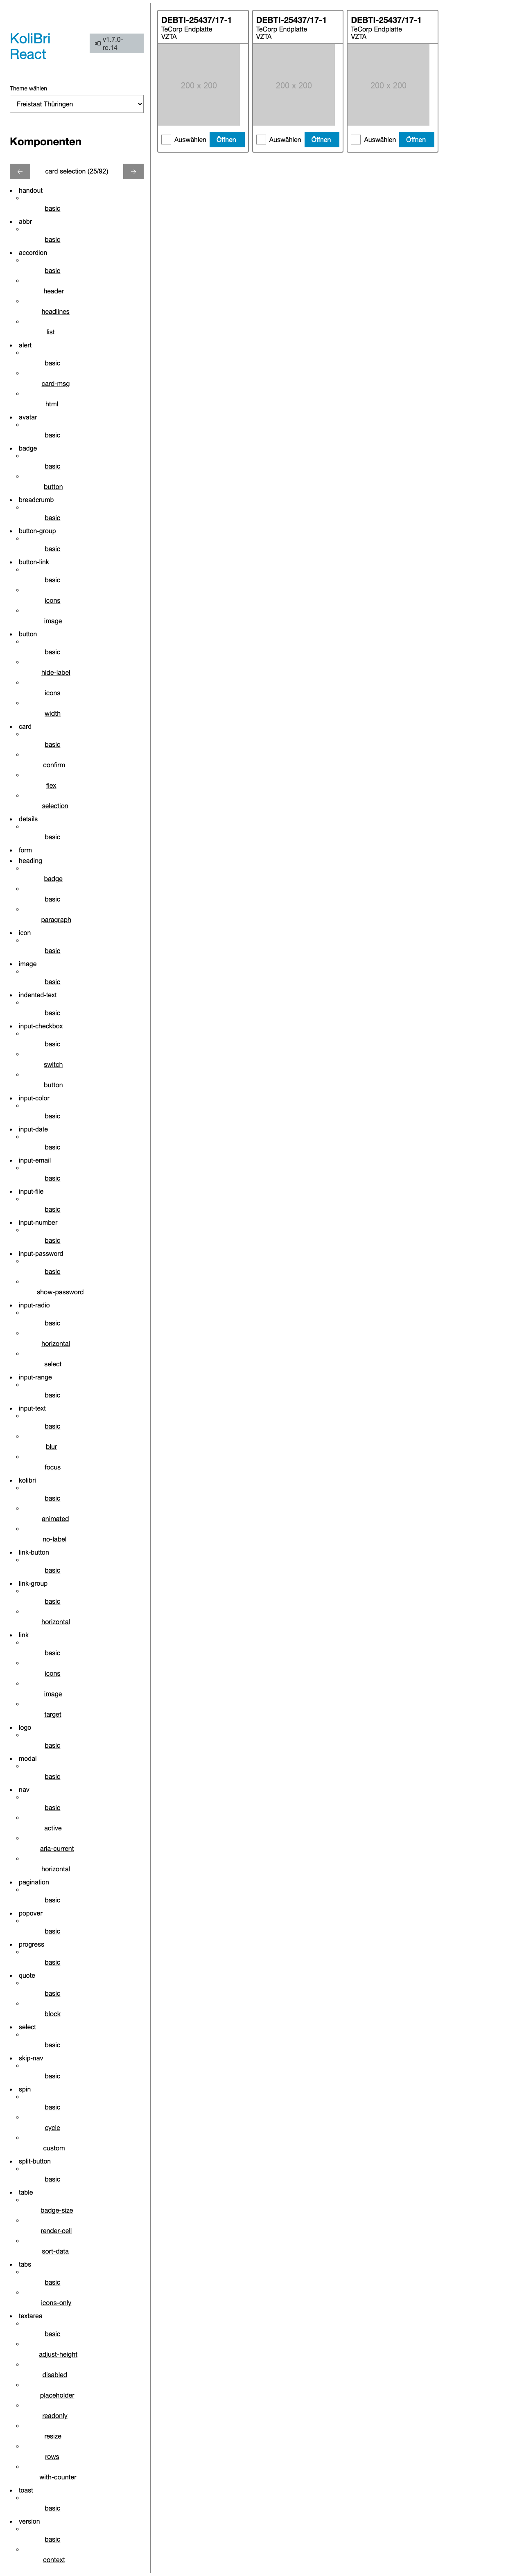 KoliBri
React
v1.7.0-
rc.14
Theme wählen
Freistaat Thüringen
Komponenten
←
card selection (25/92)
→
handout
basic
abbr
basic
accordion
basic
header
headlines
list
alert
basic
card-msg
html
avatar
basic
badge
basic
button
breadcrumb
basic
button-group
basic
button-link
basic
icons
image
button
basic
hide-label
icons
width
card
basic
confirm
flex
selection
details
basic
form
heading
badge
basic
paragraph
icon
basic
image
basic
indented-text
basic
input-checkbox
basic
switch
button
input-color
basic
input-date
basic
input-email
basic
input-file
basic
input-number
basic
input-password
basic
show-password
input-radio
basic
horizontal
select
input-range
basic
input-text
basic
blur
focus
kolibri
basic
animated
no-label
link-button
basic
link-group
basic
horizontal
link
basic
icons
image
target
logo
basic
modal
basic
nav
basic
active
aria-current
horizontal
pagination
basic
popover
basic
progress
basic
quote
basic
block
select
basic
skip-nav
basic
spin
basic
cycle
custom
split-button
basic
table
badge-size
render-cell
sort-data
tabs
basic
icons-only
textarea
basic
adjust-height
disabled
placeholder
readonly
resize
rows
with-counter
toast
basic
version
basic
context
DEBTI-25437/17-1
TeCorp Endplatte
VZTA
200 x 200
Auswählen
Öffnen
DEBTI-25437/17-1
TeCorp Endplatte
VZTA
200 x 200
Auswählen
Öffnen
DEBTI-25437/17-1
TeCorp Endplatte
VZTA
200 x 200
Auswählen
Öffnen